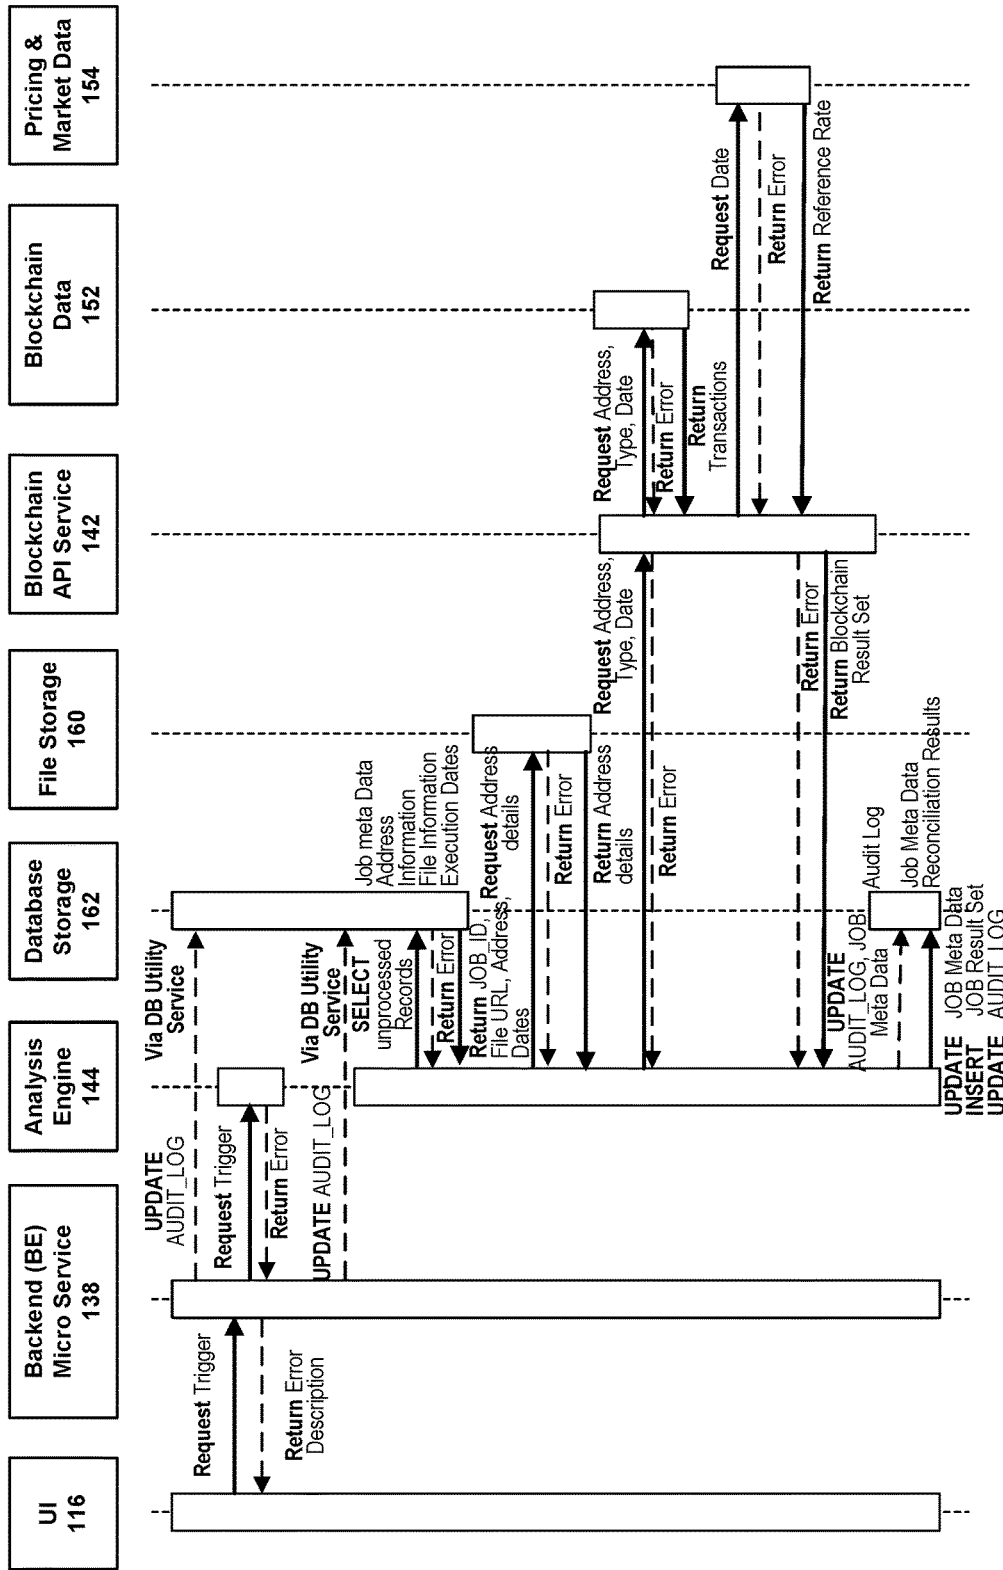 UI
116
Backend (BE)
Micro Service
138
Analysis
Engine
144
Database
Storage
162
File Storage
160
Blockchain
API Service
142
Blockchain
Data
152
Pricing &
Market Data
154
UPDATE
AUDIT_LOG
Via DB Utility
Service
Request Trigger
Request Trigger
Return Error
Description
Return Error
UPDATE AUDIT_LOG
Via DB Utility
Service
SELECT
unprocessed
Records
Job meta Data
Address
Information
File Information
Execution Dates
Return Error
Return JOB_ID,
File URL, Address,
Dates
Request Address
details
Return Error
Return Address
details
Request Address,
Type, Date
Request Address,
Type, Date
Return Error
Return Error
Return
Transactions
Request Date
Return Error
Return Reference Rate
Return Error
Return Blockchain
Result Set
UPDATE
AUDIT_LOG, JOB
Meta Data
Audit Log
Job Meta Data
Reconciliation Results
UPDATE JOB Meta Data
INSERT JOB Result Set
UPDATE AUDIT_LOG